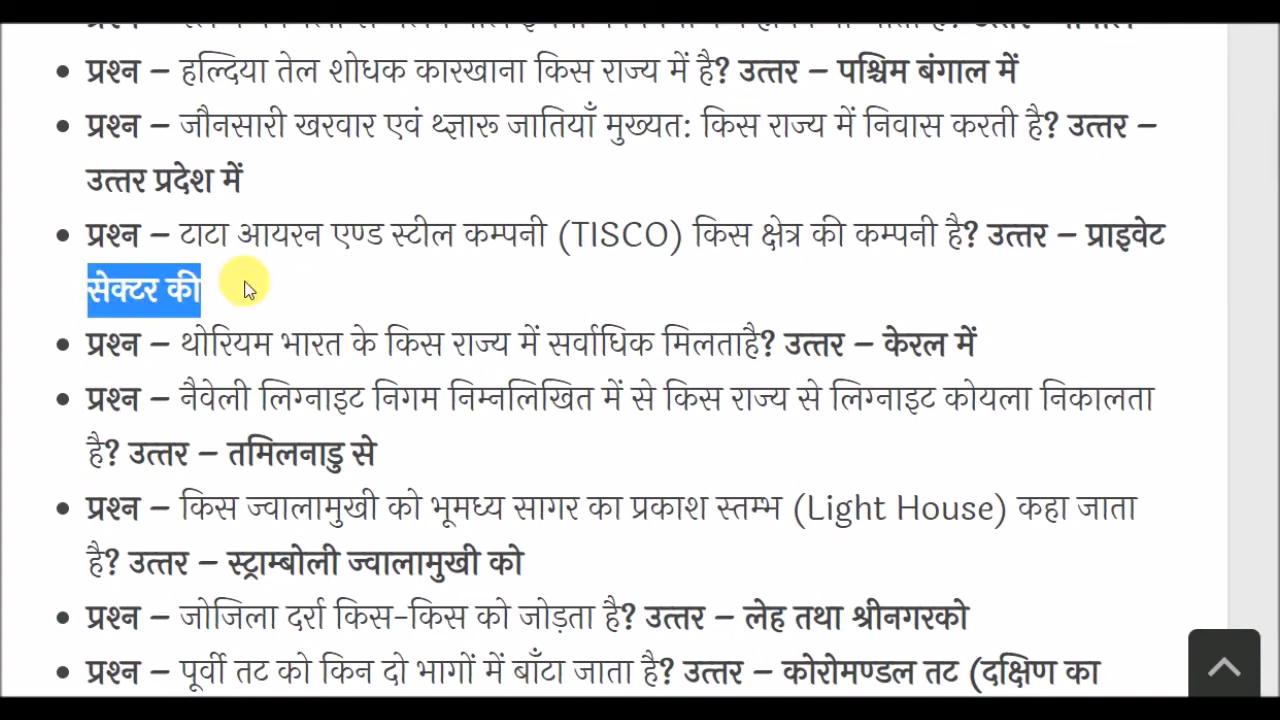 प्रश्न – हल्दिया तेल शोधक कारखाना किस राज्य में है? उत्तर – पश्चिम बंगाल में
प्रश्न – जौनसारी खरवार एवं थ्जारू जातियाँ मुख्यत: किस राज्य में निवास करती है? उत्तर –
उत्तर प्रदेश में
प्रश्न – टाटा आयरन एण्ड स्टील कम्पनी (TISCO) किस क्षेत्र की कम्पनी है? उत्तर – प्राइवेट
सेक्टर की
प्रश्न – थोरियम भारत के किस राज्य में सर्वाधिक मिलताहै? उत्तर – केरल में
प्रश्न – नैवेली लिग्नाइट निगम निम्नलिखित में से किस राज्य से लिग्नाइट कोयला निकालता
है? उत्तर – तमिलनाडु से
प्रश्न – किस ज्वालामुखी को भूमध्य सागर का प्रकाश स्तम्भ (Light House) कहा जाता
है? उत्तर – स्ट्राम्बोली ज्वालामुखी को
प्रश्न – जोजिला दर्रा किस-किस को जोड़ता है? उत्तर – लेह तथा श्रीनगरको
प्रश्न – पूर्वी तट को किन दो भागों में बाँटा जाता है? उत्तर – कोरोमण्डल तट (दक्षिण का